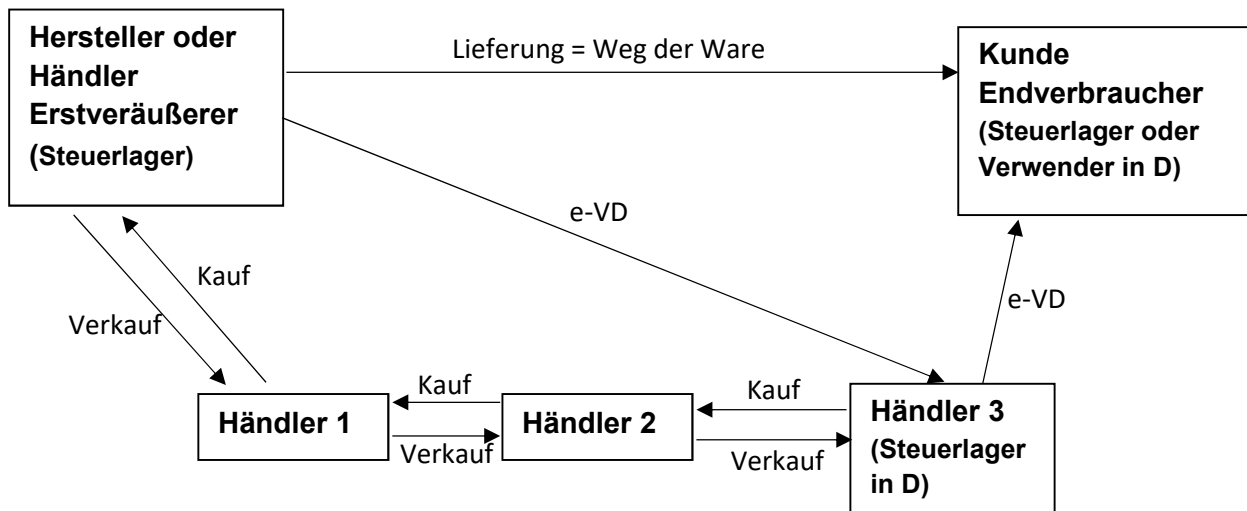 Hersteller oder
Händler
Erstveräußerer
(Steuerlager)
Lieferung = Weg der Ware
Kunde
Endverbraucher
(Steuerlager oder
Verwender in D)
e-VD
Kauf
Verkauf
e-VD
Händler 1
Kauf
Verkauf
Händler 2
Kauf
Verkauf
Händler 3
(Steuerlager
in D)